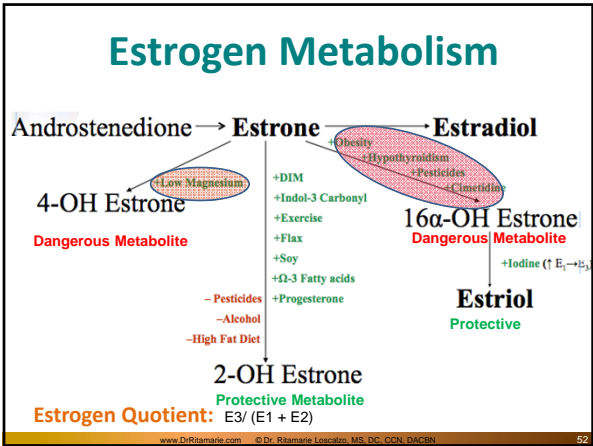 Estrogen Metabolism
Androstenedione → Estrone → Estradiol
+Obesity
+Hypothyroidism
+Pesticides
+Cimetidine
+Low Magnesium
4-OH Estrone
Dangerous Metabolite
+DIM
+Indol-3 Carbonyl
+Exercise
+Flax
+Soy
+Ω-3 Fatty acids
+Progesterone
– Pesticides
–Alcohol
–High Fat Diet
16α-OH Estrone
Dangerous Metabolite
+Iodine (↑ E₁→E₃)
Estriol
Protective
2-OH Estrone
Protective Metabolite
Estrogen Quotient: E3/ (E1 + E2)
www.DrRitamarie.com © Dr. Ritamarie Loscalzo, MS, DC, CCN, DACBN 52